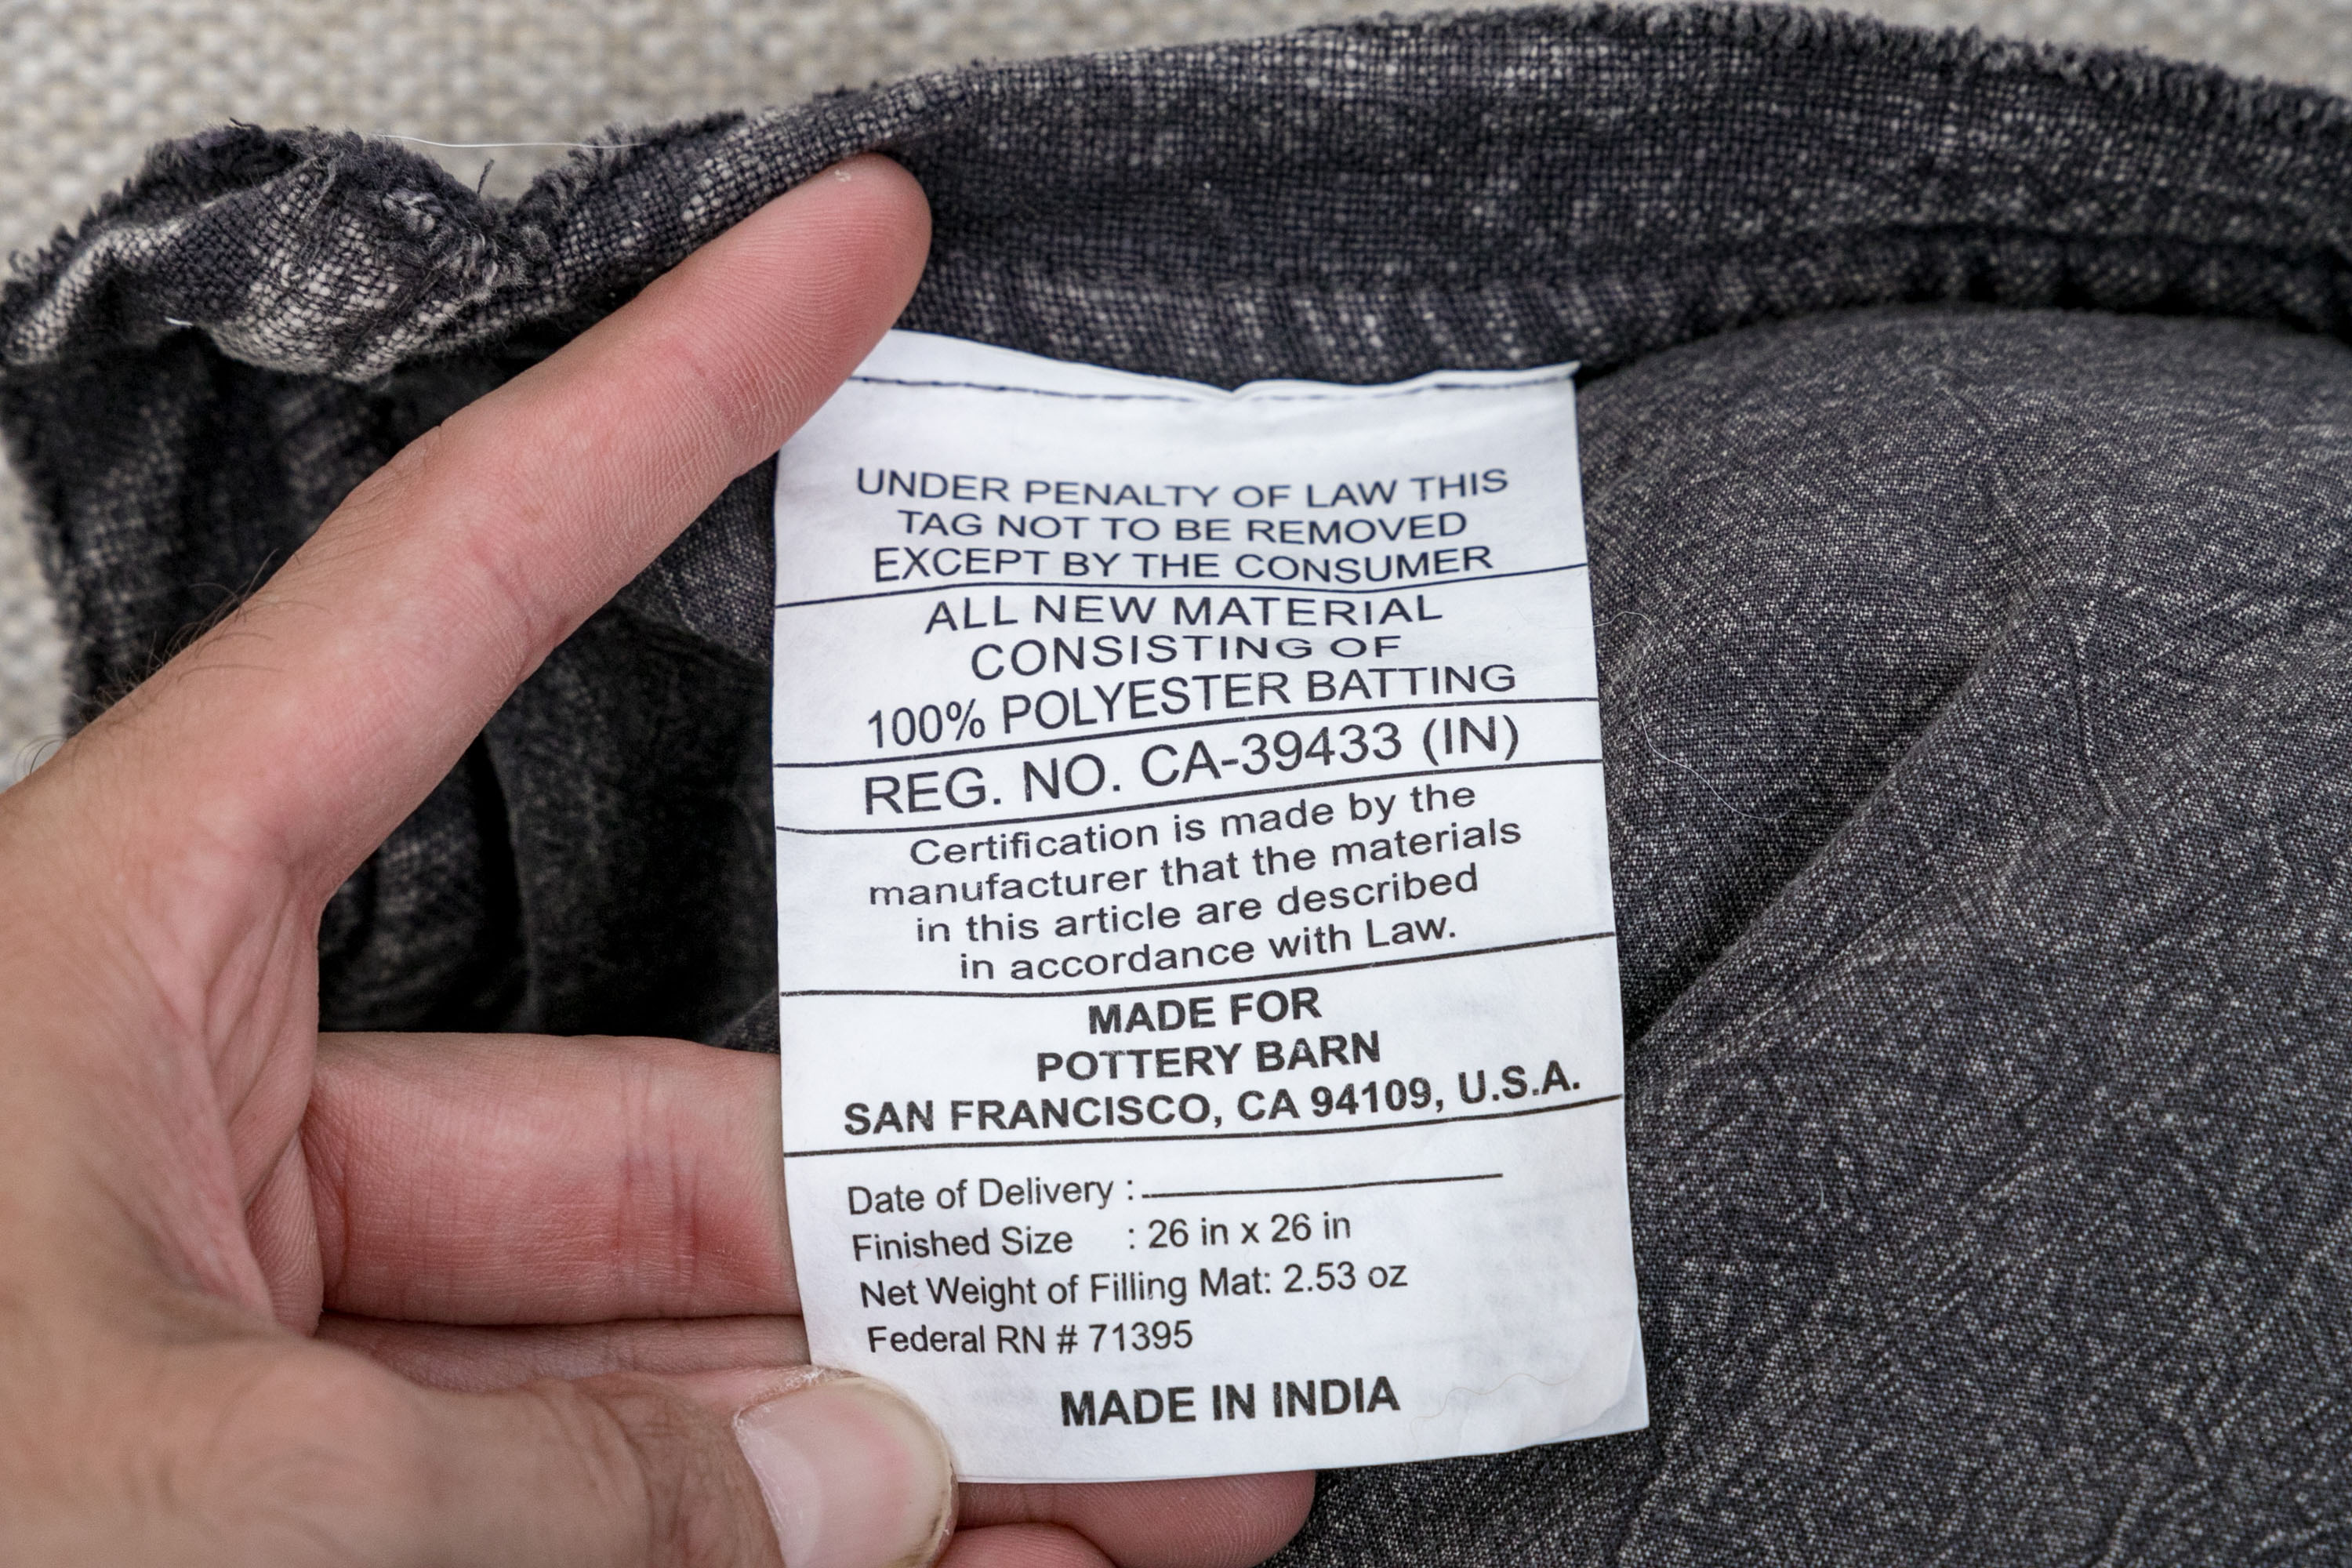 UNDER PENALTY OF LAW THIS
TAG NOT TO BE REMOVED
EXCEPT BY THE CONSUMER
ALL NEW MATERIAL
CONSISTING OF
100% POLYESTER BATTING
REG. NO. CA-39433 (IN)
Certification is made by the
manufacturer that the materials
in this article are described
in accordance with Law.
MADE FOR
POTTERY BARN
SAN FRANCISCO, CA 94109, U.S.A.
Date of Delivery :
Finished Size : 26 in x 26 in
Net Weight of Filling Mat: 2.53 oz
Federal RN # 71395
MADE IN INDIA